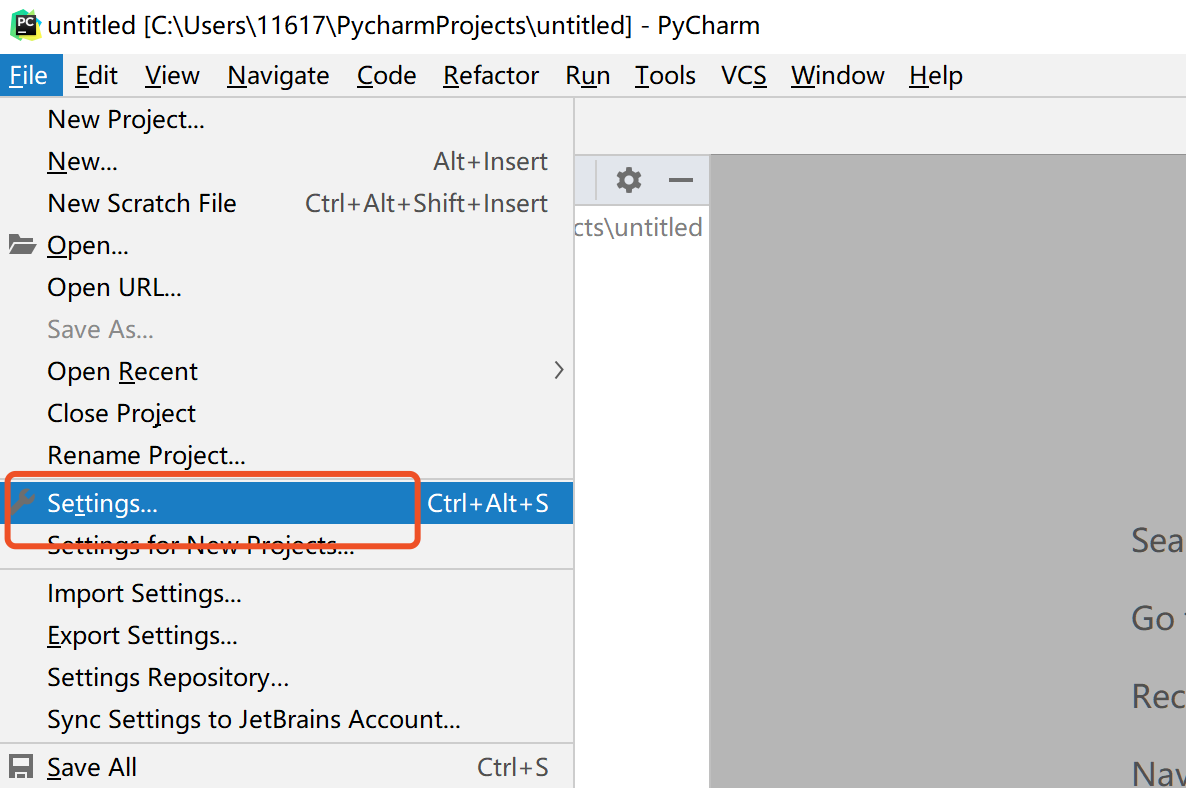 PC
untitled [C:\Users\11617\PycharmProjects\untitled] - PyCharm
File Edit View Navigate Code Refactor Run Tools VCS Window Help
New Project...
New... Alt+Insert
New Scratch File Ctrl+Alt+Shift+Insert
cts\untitled
Open...
Open URL...
Save As...
Open Recent
Close Project
Rename Project...
Settings... Ctrl+Alt+S
Settings for New Projects...
Import Settings...
Export Settings...
Settings Repository...
Sync Settings to JetBrains Account...
Save All Ctrl+S
Sea
Go
Rec
Nav